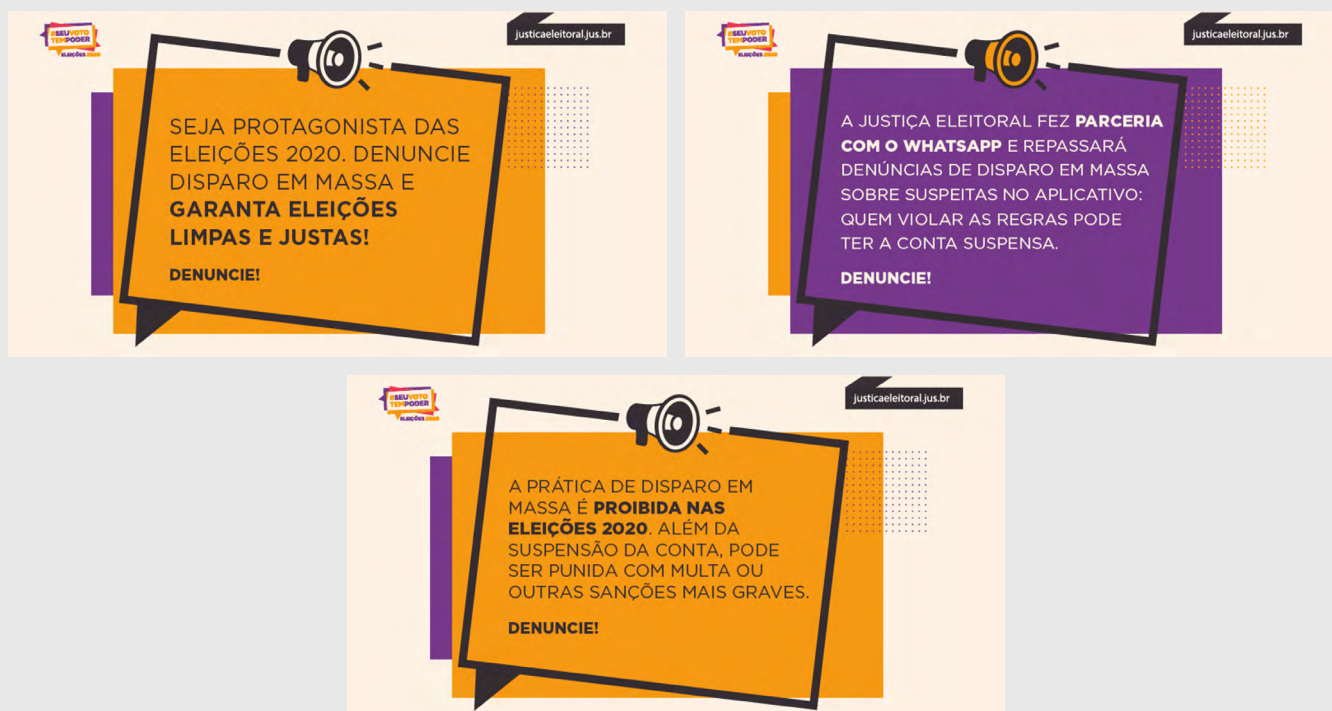 #SEUVOTO
TEMPODER
ELEIÇÕES 2020
justicaeleitoral.jus.br
SEJA PROTAGONISTA DAS
ELEIÇÕES 2020. DENUNCIE
DISPARO EM MASSA E
GARANTA ELEIÇÕES
LIMPAS E JUSTAS!
DENUNCIE!
#SEUVOTO
TEMPODER
ELEIÇÕES 2020
justicaeleitoral.jus.br
A JUSTIÇA ELEITORAL FEZ PARCERIA
COM O WHATSAPP E REPASSARÁ
DENÚNCIAS DE DISPARO EM MASSA
SOBRE SUSPEITAS NO APLICATIVO:
QUEM VIOLAR AS REGRAS PODE
TER A CONTA SUSPENSA.
DENUNCIE!
#SEUVOTO
TEMPODER
ELEIÇÕES 2020
justicaeleitoral.jus.br
A PRÁTICA DE DISPARO EM
MASSA É PROIBIDA NAS
ELEIÇÕES 2020. ALÉM DA
SUSPENSÃO DA CONTA, PODE
SER PUNIDA COM MULTA OU
OUTRAS SANÇÕES MAIS GRAVES.
DENUNCIE!